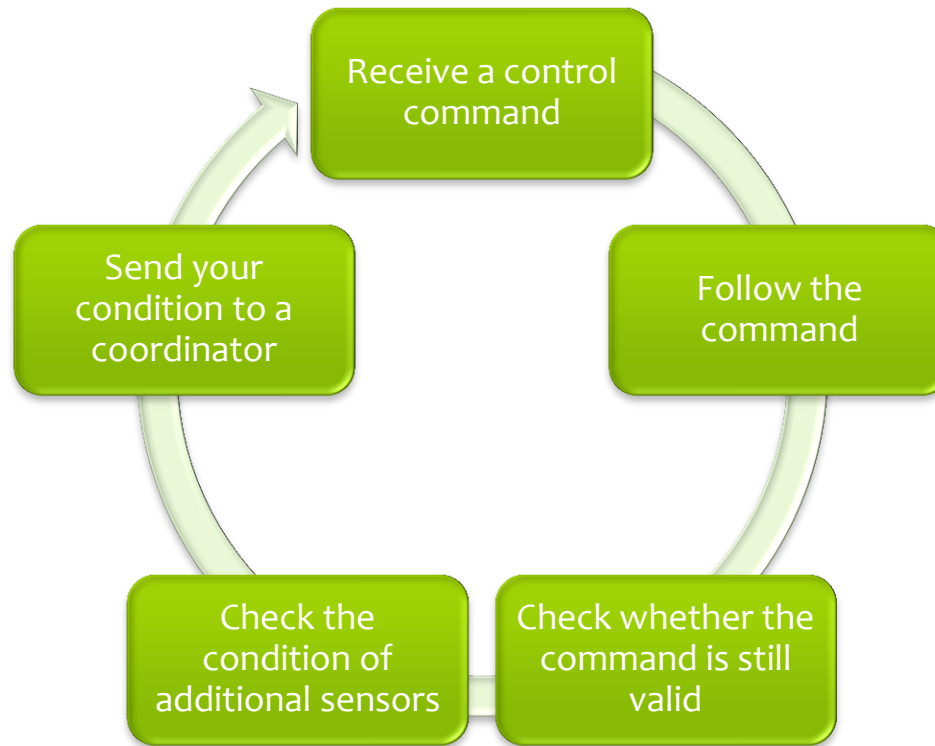 Receive a control
command
Follow the
command
Check whether the
command is still
valid
Check the
condition of
additional sensors
Send your
condition to a
coordinator